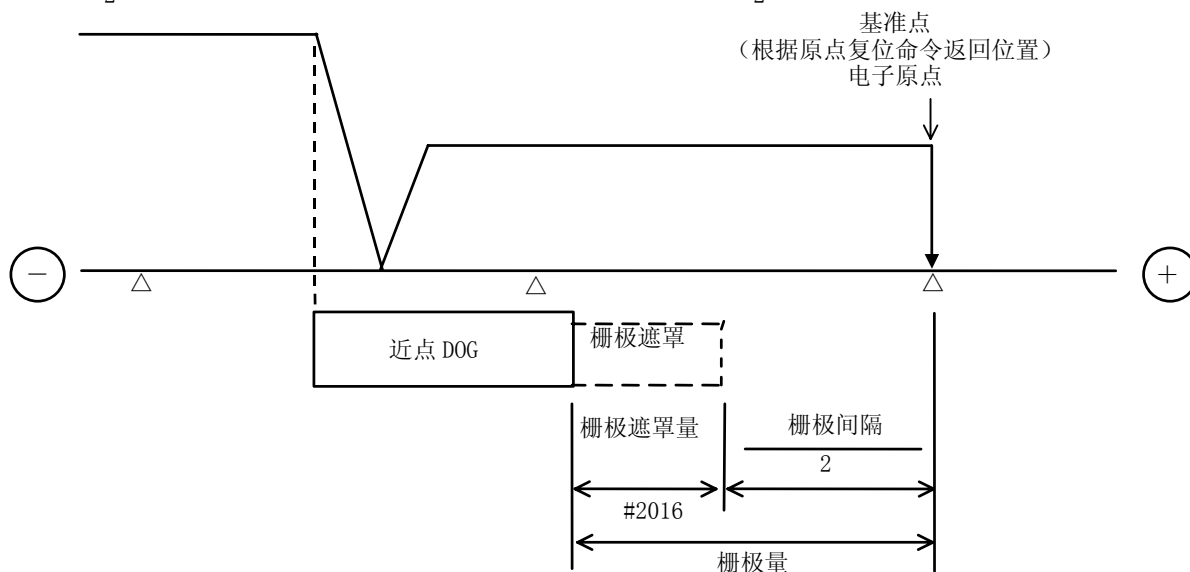 2
2
基准点
（根据原点复位命令返回位置）
电子原点
－
△
△
△
＋
近点 DOG
栅极遮罩
栅极遮罩量
栅极间隔
2
#2016
栅极量